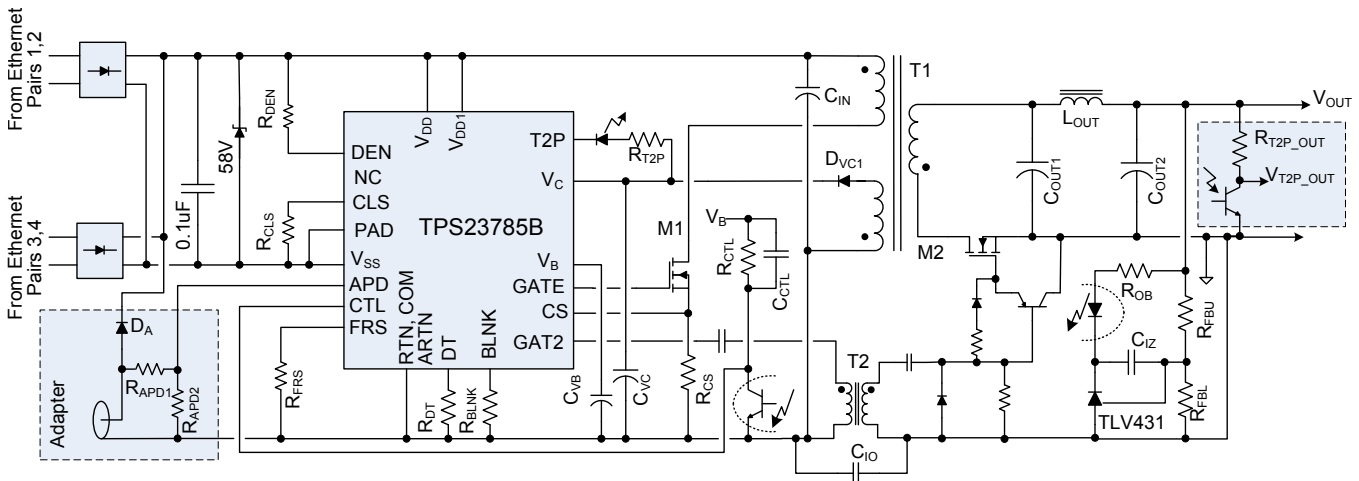 From Ethernet
Pairs 1,2
From Ethernet
Pairs 3,4
0.1uF
58V
R_DEN
R_CLS
V_DD
V_DD1
DEN
NC
CLS
PAD
V_SS
APD
CTL
FRS
TPS23785B
T2P
V_C
V_B
GATE
CS
GAT2
RTN, COM
ARTN
DT
BLNK
Adapter
D_A
R_APD1
R_APD2
R_FRS
R_DT
R_BLNK
C_VB
C_VC
R_T2P
M1
R_CS
D_VC1
V_B
R_CTL
C_CTL
C_IN
T1
T2
C_IO
M2
L_OUT
C_OUT1
C_OUT2
V_OUT
R_T2P_OUT
V_T2P_OUT
R_OB
R_FBU
C_IZ
TLV431
R_FBL